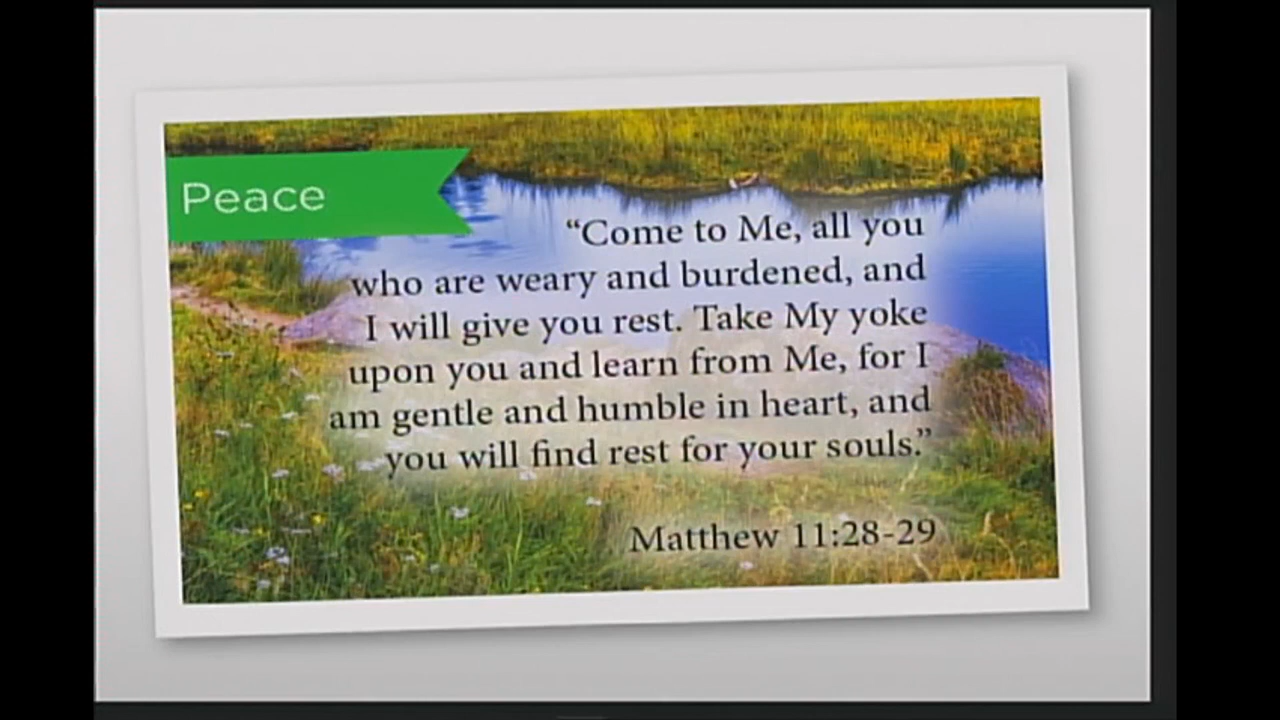 Peace
“Come to Me, all you
who are weary and burdened, and
I will give you rest. Take My yoke
upon you and learn from Me, for I
am gentle and humble in heart, and
you will find rest for your souls.”
Matthew 11:28-29